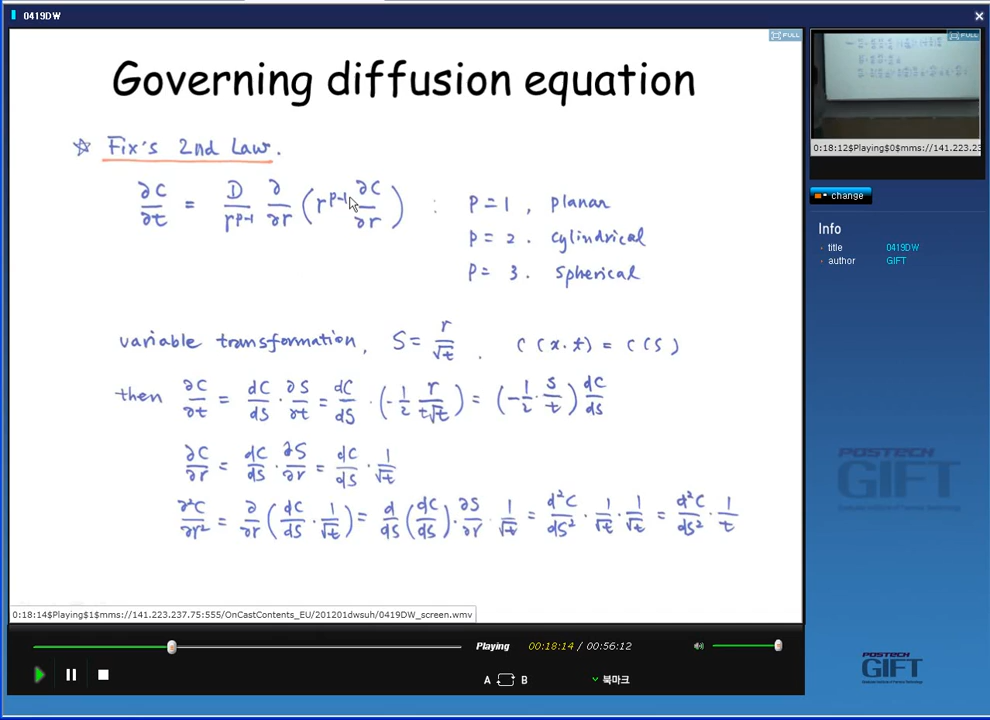 0419DW
FULL
FULL
Governing diffusion equation
☆ Fix's 2nd Law.
∂C/∂t = D/r^(p-1) ∂/∂r (r^(p-1) ∂C/∂r) : P = 1, planar
P = 2. cylindrical
P = 3. spherical
variable transformation, S = r/√t . C(x.t) = C(S)
then ∂C/∂t = dC/dS · ∂S/∂t = dC/dS · (-1/2 r/(t√t)) = (-1/2 · S/t) dC/dS
∂C/∂r = dC/dS · ∂S/∂r = dC/dS · 1/√t
∂²C/∂r² = ∂/∂r (dC/dS · 1/√t) = d/dS (dC/dS) · ∂S/∂r · 1/√t = d²C/dS² · 1/√t · 1/√t = d²C/dS² · 1/t
0:18:14$Playing$1$mms://141.223.237.75:555/OnCastContents_EU/201201dwsuh/0419DW_screen.wmv
Playing 00:18:14 / 00:56:12
A B 북마크
0:18:12$Playing$0$mms://141.223.23
change
Info
title 0419DW
author GIFT
POSTECH
GIFT
POSTECH
GIFT